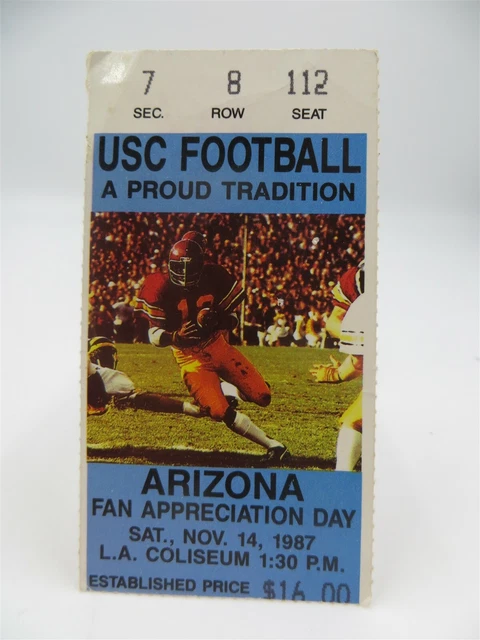 7 8 112
SEC. ROW SEAT
USC FOOTBALL
A PROUD TRADITION
ARIZONA
FAN APPRECIATION DAY
SAT., NOV. 14, 1987
L.A. COLISEUM 1:30 P.M.
ESTABLISHED PRICE $16.00